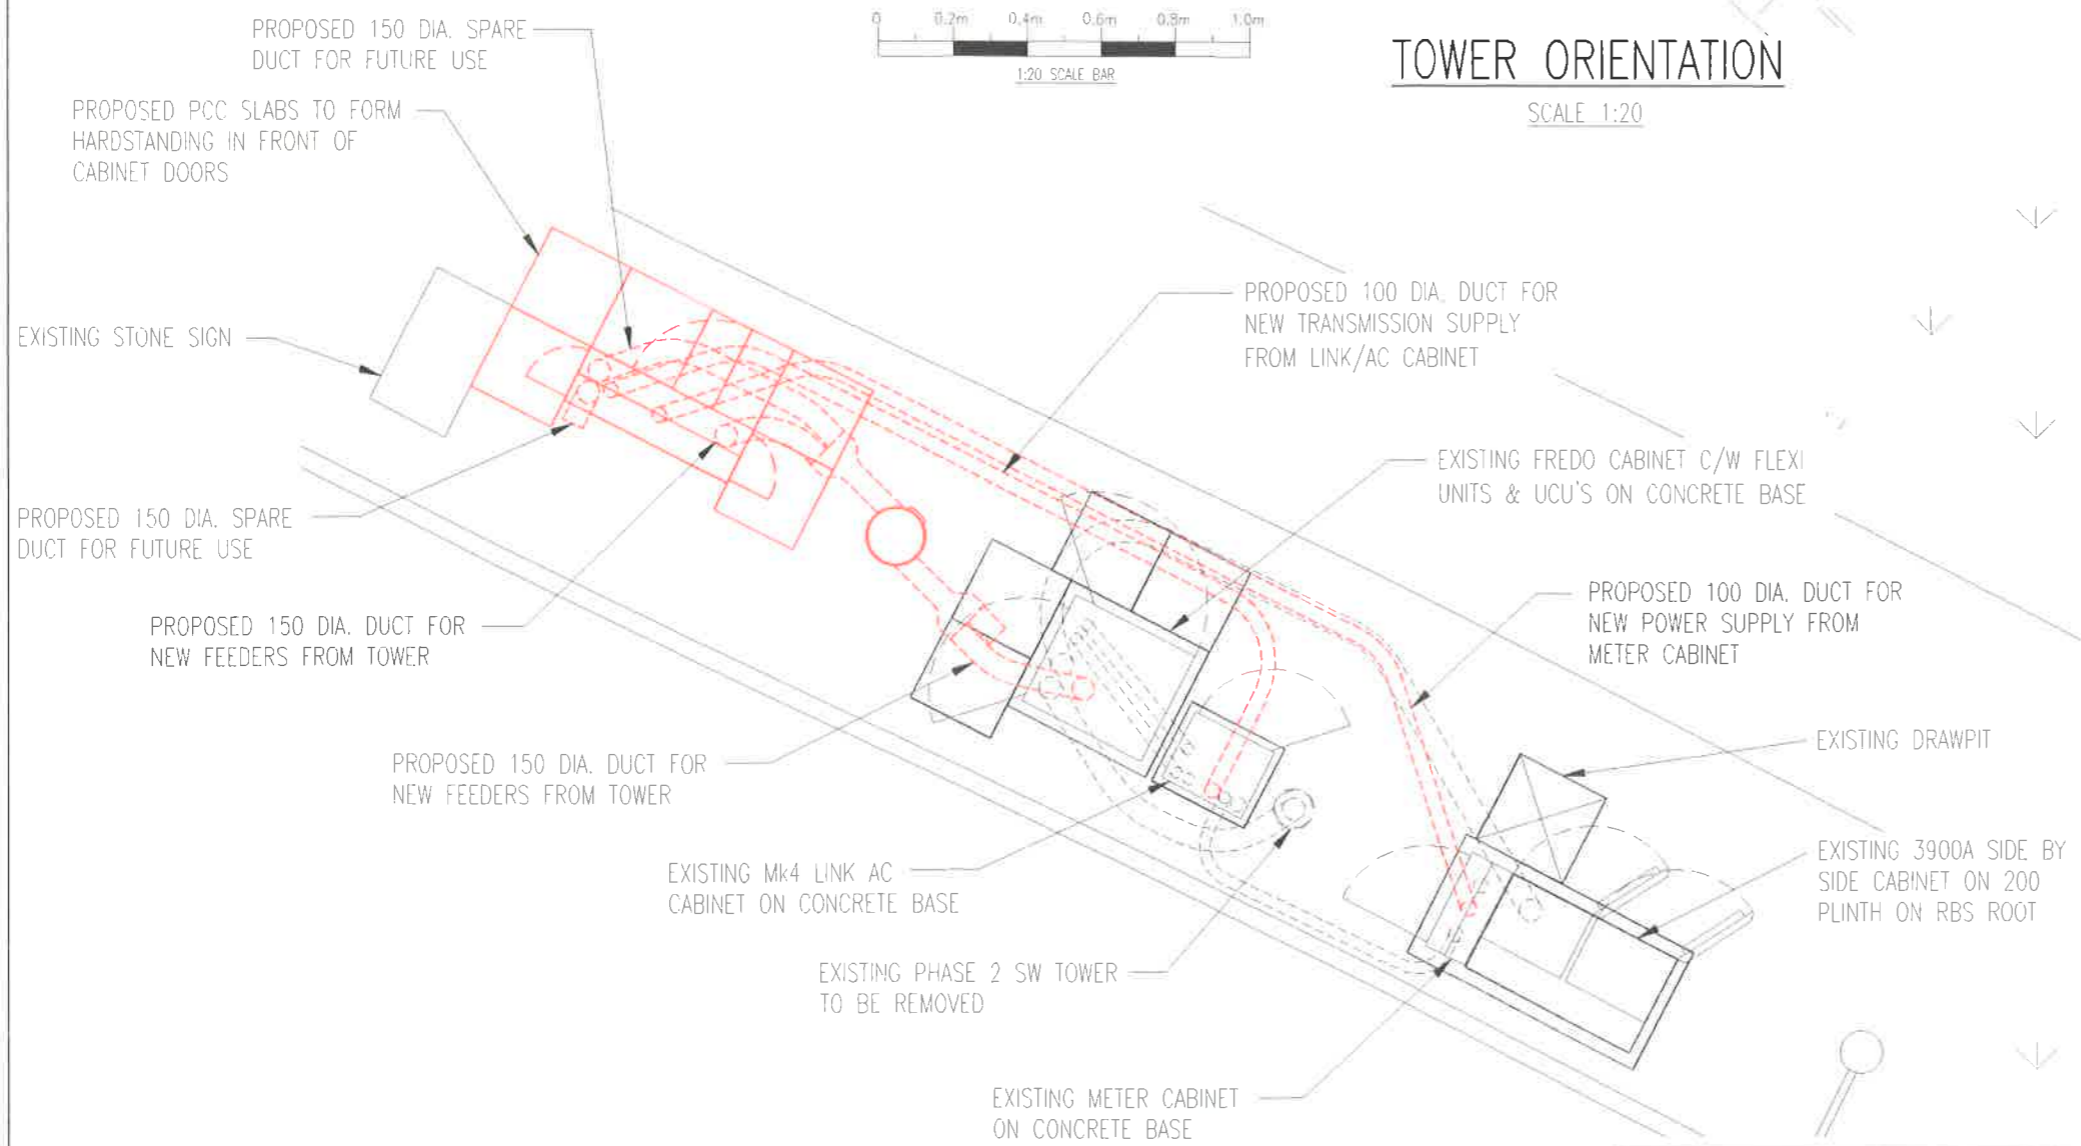 PROPOSED 150 DIA. SPARE
DUCT FOR FUTURE USE
0 0.2m 0.4m 0.6m 0.8m 1.0m
1:20 SCALE BAR
TOWER ORIENTATION
SCALE 1:20
PROPOSED PCC SLABS TO FORM
HARDSTANDING IN FRONT OF
CABINET DOORS
EXISTING STONE SIGN
PROPOSED 100 DIA. DUCT FOR
NEW TRANSMISSION SUPPLY
FROM LINK/AC CABINET
EXISTING FREDO CABINET C/W FLEXI
UNITS & UCU'S ON CONCRETE BASE
PROPOSED 150 DIA. SPARE
DUCT FOR FUTURE USE
PROPOSED 100 DIA. DUCT FOR
NEW POWER SUPPLY FROM
METER CABINET
PROPOSED 150 DIA. DUCT FOR
NEW FEEDERS FROM TOWER
EXISTING DRAWPIT
PROPOSED 150 DIA. DUCT FOR
NEW FEEDERS FROM TOWER
EXISTING 3900A SIDE BY
SIDE CABINET ON 200
PLINTH ON RBS ROOT
EXISTING Mk4 LINK AC
CABINET ON CONCRETE BASE
EXISTING PHASE 2 SW TOWER
TO BE REMOVED
EXISTING METER CABINET
ON CONCRETE BASE